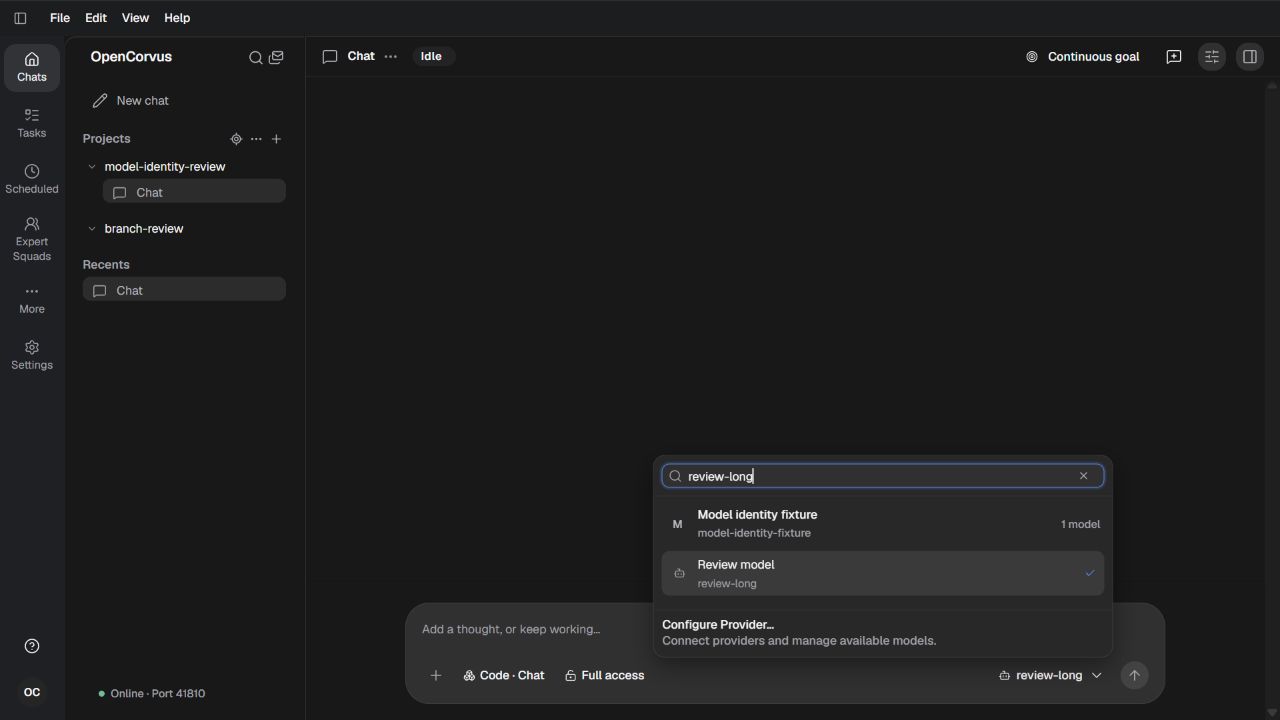 File Edit View Help
Chats
Tasks
Scheduled
Expert
Squads
More
Settings
OC
OpenCorvus
New chat
Projects
model-identity-review
Chat
branch-review
Recents
Chat
Online · Port 41810
Chat
Idle
Continuous goal
review-long
M
Model identity fixture
model-identity-fixture
1 model
Review model
review-long
Configure Provider...
Connect providers and manage available models.
Add a thought, or keep working...
Code · Chat
Full access
review-long